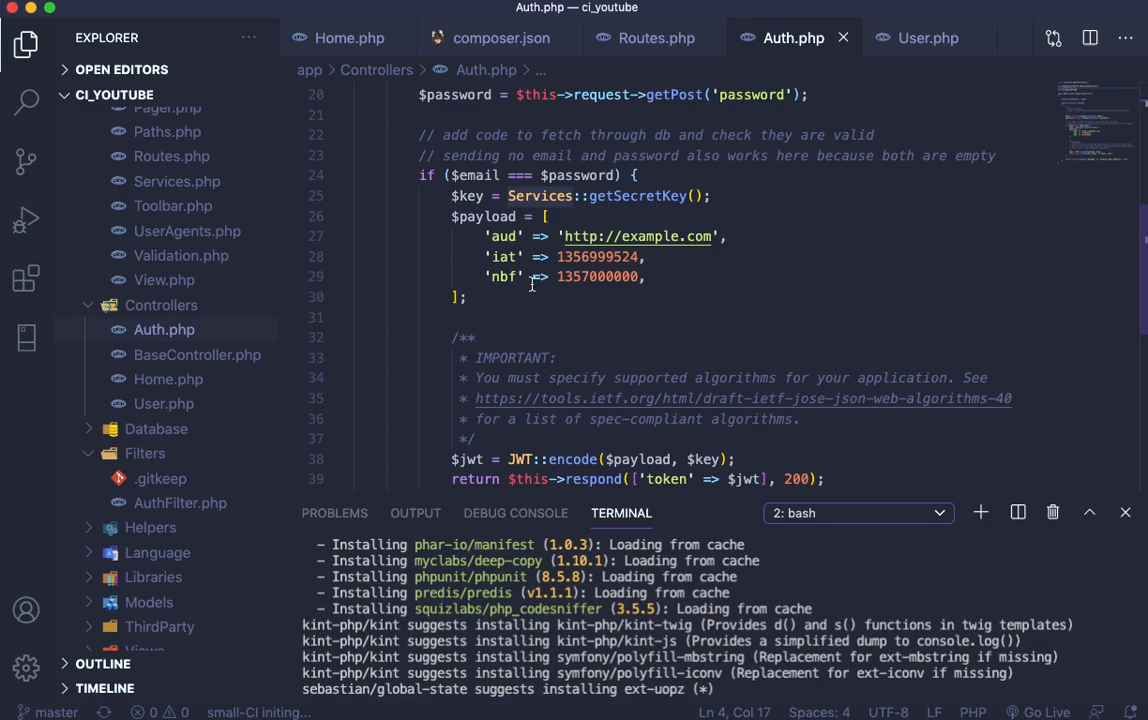 Auth.php — ci_youtube
EXPLORER
Home.php
composer.json
Routes.php
Auth.php
User.php
OPEN EDITORS
app > Controllers > Auth.php > ...
CI_YOUTUBE
Pager.php
Paths.php
Routes.php
Services.php
Toolbar.php
UserAgents.php
Validation.php
View.php
Controllers
Auth.php
BaseController.php
Home.php
User.php
Database
Filters
.gitkeep
AuthFilter.php
Helpers
Language
Libraries
Models
ThirdParty
Views
OUTLINE
TIMELINE
20 $password = $this->request->getPost('password');
21
22 // add code to fetch through db and check they are valid
23 // sending no email and password also works here because both are empty
24 if ($email === $password) {
25 $key = Services::getSecretKey();
26 $payload = [
27 'aud' => 'http://example.com',
28 'iat' => 1356999524,
29 'nbf' => 1357000000,
30 ];
31
32 /**
33 * IMPORTANT:
34 * You must specify supported algorithms for your application. See
35 * https://tools.ietf.org/html/draft-ietf-jose-json-web-algorithms-40
36 * for a list of spec-compliant algorithms.
37 */
38 $jwt = JWT::encode($payload, $key);
39 return $this->respond(['token' => $jwt], 200);
PROBLEMS OUTPUT DEBUG CONSOLE TERMINAL 2: bash
- Installing phar-io/manifest (1.0.3): Loading from cache
- Installing myclabs/deep-copy (1.10.1): Loading from cache
- Installing phpunit/phpunit (8.5.8): Loading from cache
- Installing predis/predis (v1.1.1): Loading from cache
- Installing squizlabs/php_codesniffer (3.5.5): Loading from cache
kint-php/kint suggests installing kint-php/kint-twig (Provides d() and s() functions in twig templates)
kint-php/kint suggests installing kint-php/kint-js (Provides a simplified dump to console.log())
kint-php/kint suggests installing symfony/polyfill-mbstring (Replacement for ext-mbstring if missing)
kint-php/kint suggests installing symfony/polyfill-iconv (Replacement for ext-iconv if missing)
sebastian/global-state suggests installing ext-uopz (*)
master 0 0 small-CI initing... Ln 4, Col 17 Spaces: 4 UTF-8 LF PHP Go Live